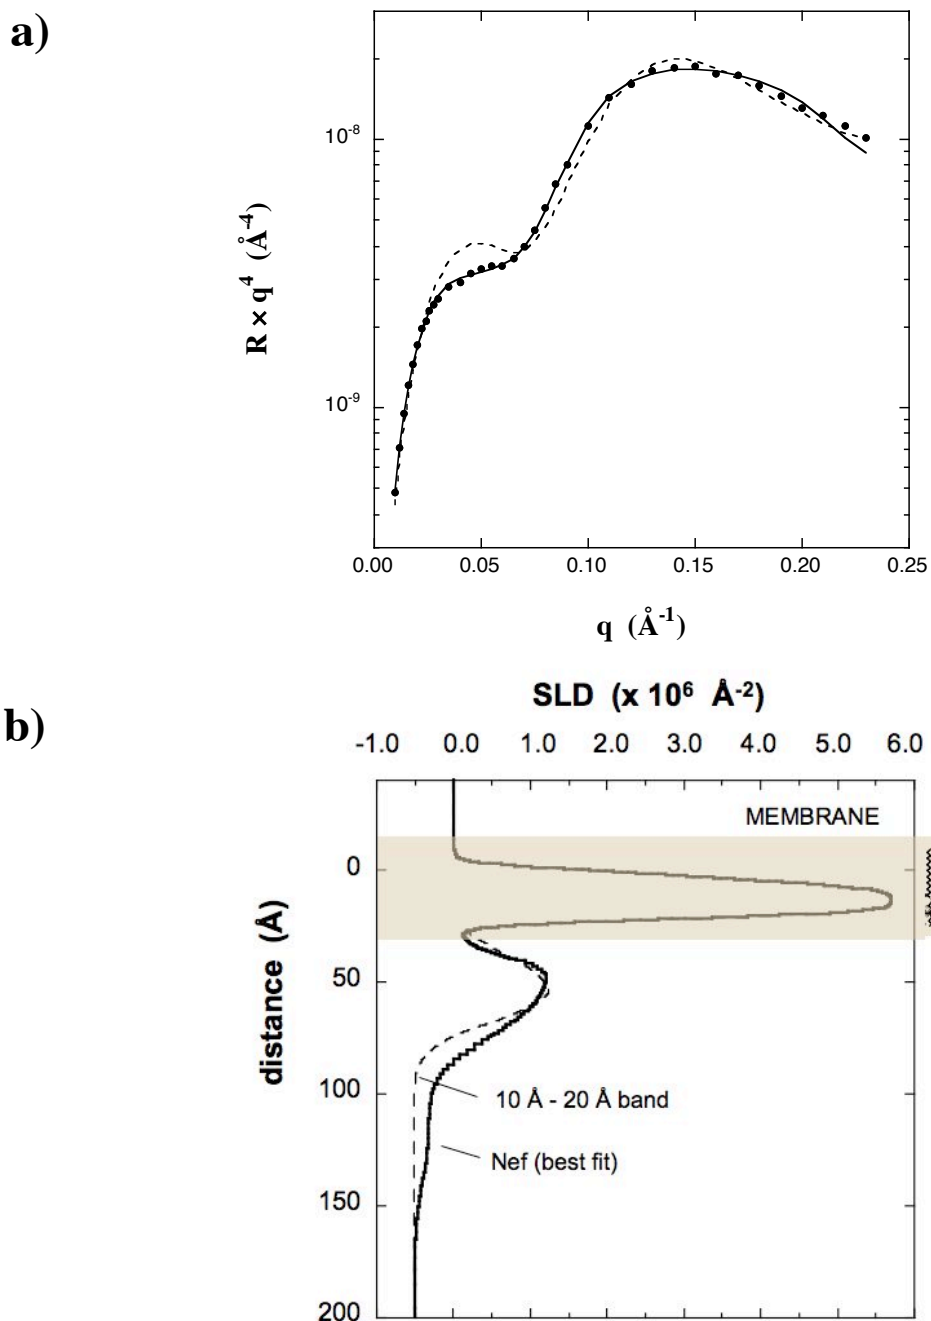 a)
10⁻⁸
R × q⁴ (Å⁻⁴)
10⁻⁹
0.00 0.05 0.10 0.15 0.20 0.25
q (Å⁻¹)
b)
SLD (x 10⁶ Å⁻²)
-1.0 0.0 1.0 2.0 3.0 4.0 5.0 6.0
MEMBRANE
0
distance (Å)
50
100
10 Å - 20 Å band
Nef (best fit)
150
200